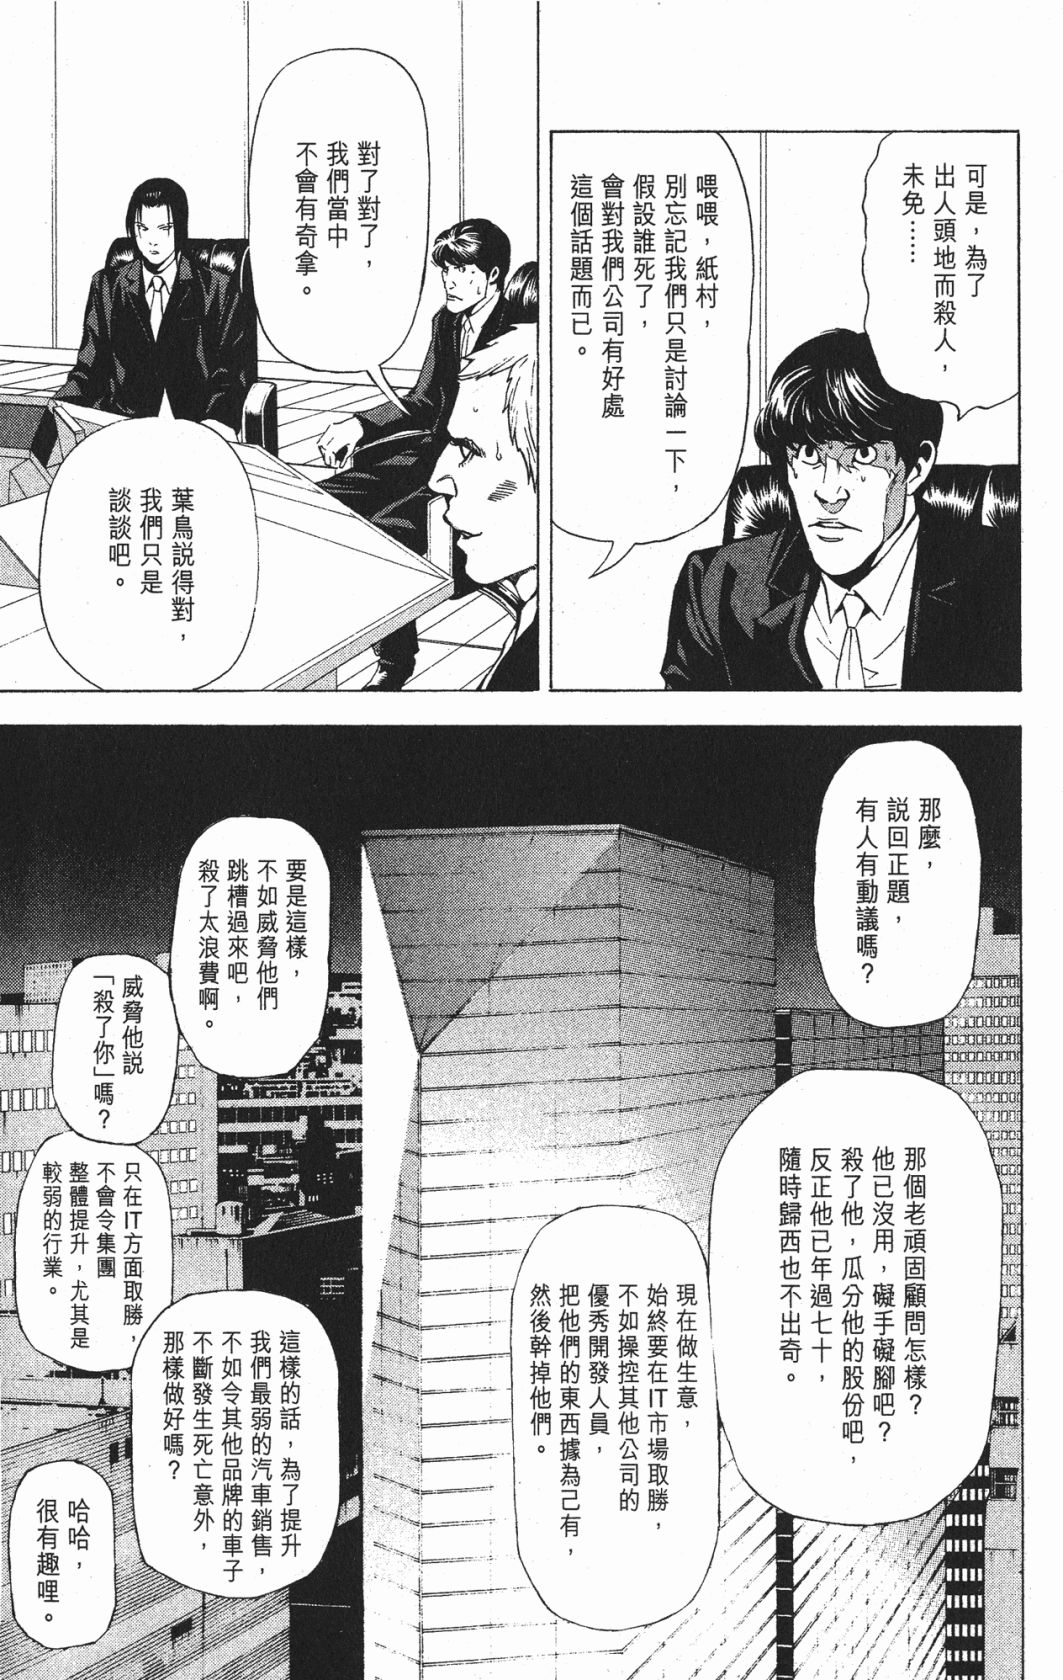 可是，為了
出人頭地而殺人，
未免……
喂喂，紙村，
別忘記我們只是討論一下，
假設誰死了，
會對我們公司有好處
這個話題而已。
對了對了，
我們當中
不會有奇拿。
葉鳥説得對，
我們只是
談談吧。
那麼，
説回正題，
有人有動議嗎？
那個老頑固顧問怎樣？
他已沒用，礙手礙腳吧？
殺了他，瓜分他的股份吧，
反正他已年過七十，
隨時歸西也不出奇。
現在做生意，
始終要在IT市場取勝，
不如操控其他公司的
優秀開發人員，
把他們的東西據為己有，
然後幹掉他們。
要是這樣，
不如威脅他們
跳槽過來吧，
殺了太浪費啊。
威脅他説
「殺了你」嗎？
只在IT方面取勝，
不會令集團
整體提升，尤其是
較弱的行業。
這樣的話，為了提升
我們最弱的汽車銷售，
不如令其他品牌的車子
不斷發生死亡意外，
那樣做好嗎？
哈哈，
很有趣哩。